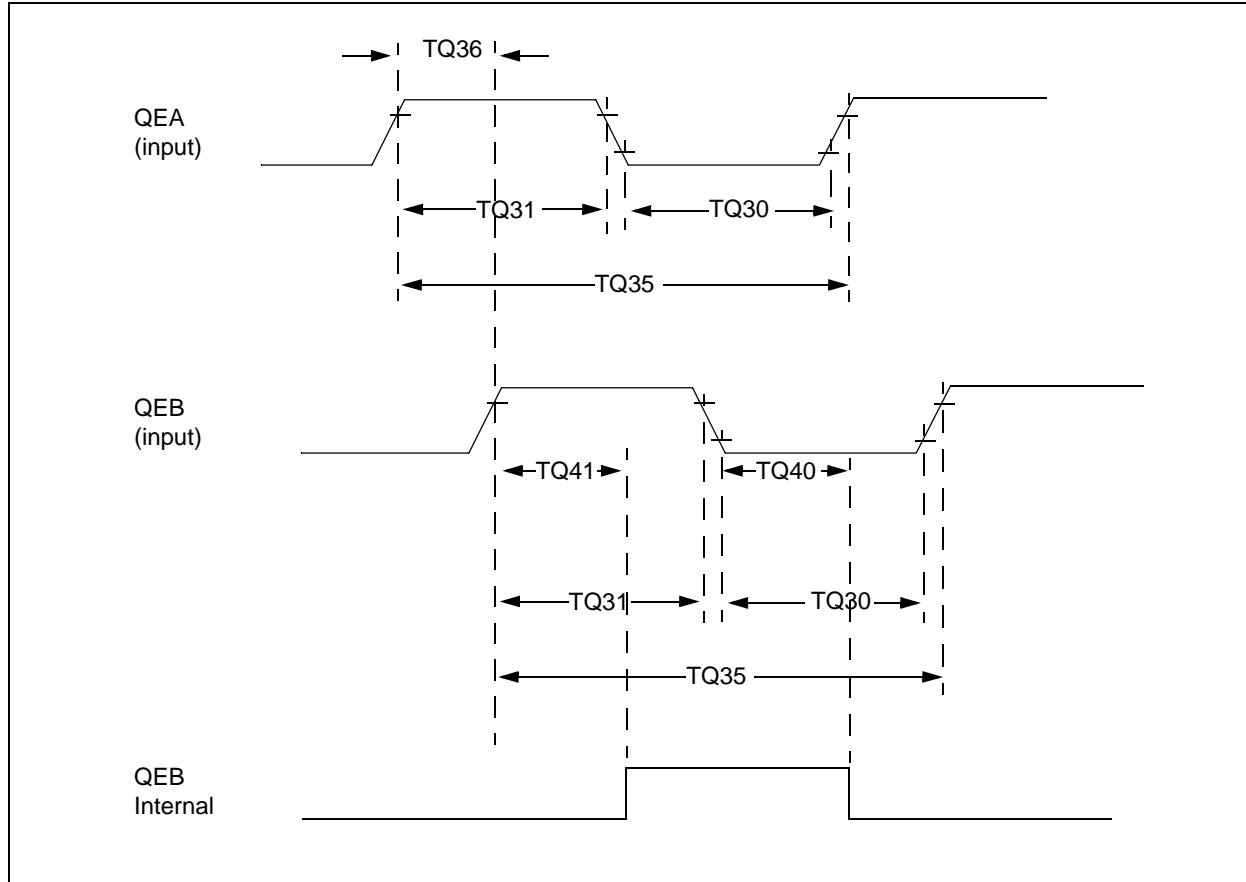 TQ36
QEA
(input)
TQ31
TQ30
TQ35
QEB
(input)
TQ41
TQ40
TQ31
TQ30
TQ35
QEB
Internal